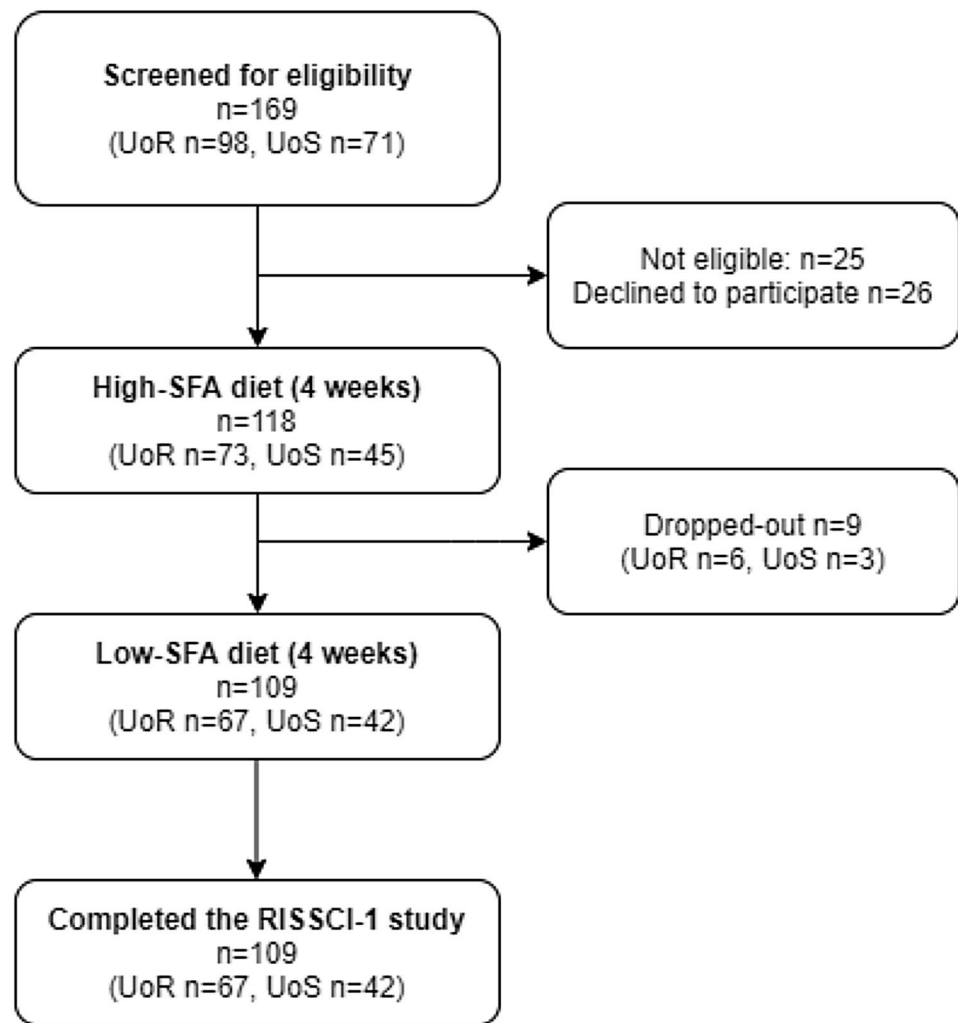 Screened for eligibility
n=169
(UoR n=98, UoS n=71)
Not eligible: n=25
Declined to participate n=26
High-SFA diet (4 weeks)
n=118
(UoR n=73, UoS n=45)
Dropped-out n=9
(UoR n=6, UoS n=3)
Low-SFA diet (4 weeks)
n=109
(UoR n=67, UoS n=42)
Completed the RISSCI-1 study
n=109
(UoR n=67, UoS n=42)